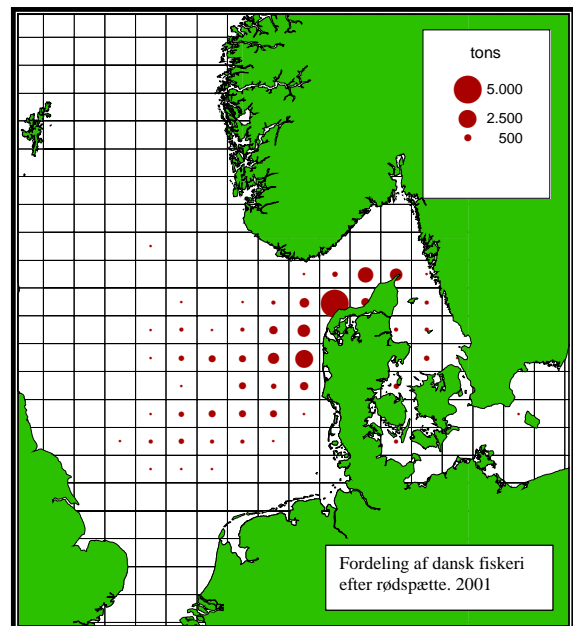 tons
5.000
2.500
500
Fordeling af dansk fiskeri
efter rødspætte. 2001